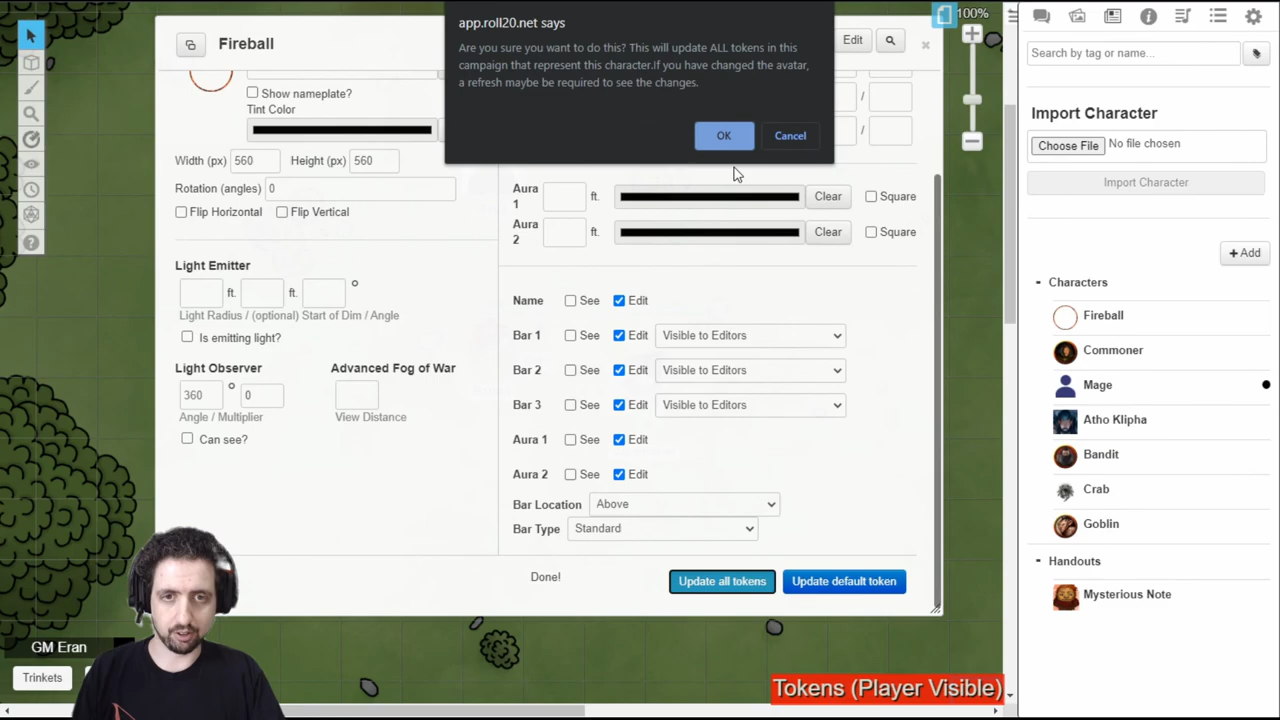 app.roll20.net says
Are you sure you want to do this? This will update ALL tokens in this
campaign that represent this character.If you have changed the avatar,
a refresh maybe be required to see the changes.
OK
Cancel
100%
Fireball
Edit
Show nameplate?
Tint Color
Width (px) 560 Height (px) 560
Rotation (angles) 0
Flip Horizontal Flip Vertical
Light Emitter
ft. ft. °
Light Radius / (optional) Start of Dim / Angle
Is emitting light?
Light Observer
Advanced Fog of War
360 ° 0
Angle / Multiplier
View Distance
Can see?
/
/
Aura 1 ft. Clear Square
Aura 2 ft. Clear Square
Name See Edit
Bar 1 See Edit Visible to Editors
Bar 2 See Edit Visible to Editors
Bar 3 See Edit Visible to Editors
Aura 1 See Edit
Aura 2 See Edit
Bar Location Above
Bar Type Standard
Done!
Update all tokens
Update default token
Search by tag or name...
Import Character
Choose File No file chosen
Import Character
+ Add
Characters
Fireball
Commoner
Mage
Atho Klipha
Bandit
Crab
Goblin
Handouts
Mysterious Note
GM Eran
Trinkets
Tokens (Player Visible)